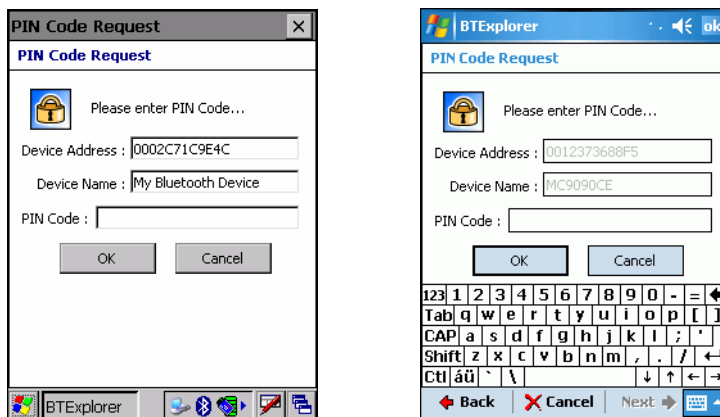 PIN Code Request
PIN Code Request
Please enter PIN Code...
Device Address : 0002C71C9E4C
Device Name : My Bluetooth Device
PIN Code :
OK Cancel
BTExplorer
BTExplorer ok
PIN Code Request
Please enter PIN Code...
Device Address : 0012373688F5
Device Name : MC9090CE
PIN Code :
OK Cancel
123 1 2 3 4 5 6 7 8 9 0 - =
Tab q w e r t y u i o p [ ]
CAP a s d f g h j k l ; '
Shift z x c v b n m , . /
Ctl áü ` \ ↓ ↑ ← →
Back Cancel Next